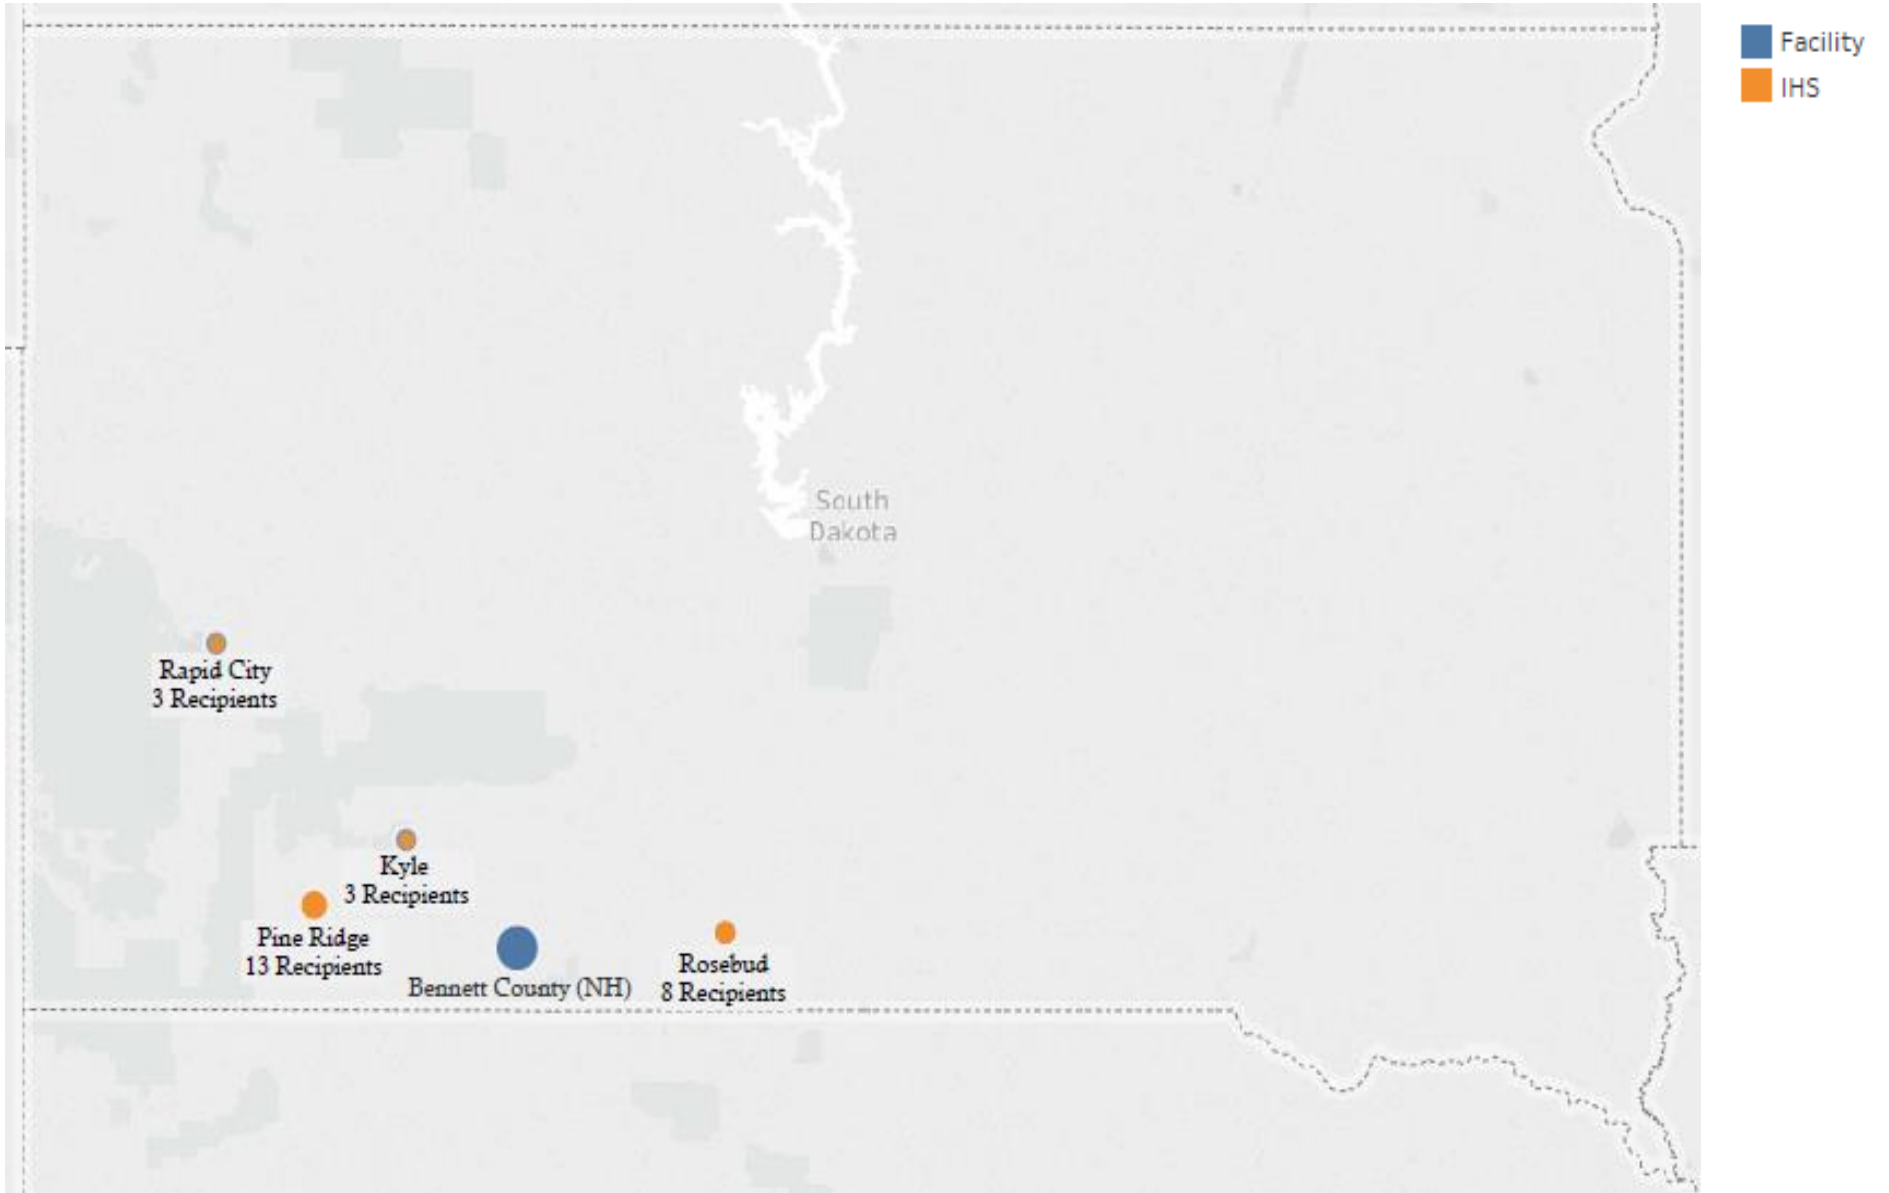 Facility
IHS
South
Dakota
Rapid City
3 Recipients
Kyle
3 Recipients
Pine Ridge
13 Recipients
Bennett County (NH)
Rosebud
8 Recipients